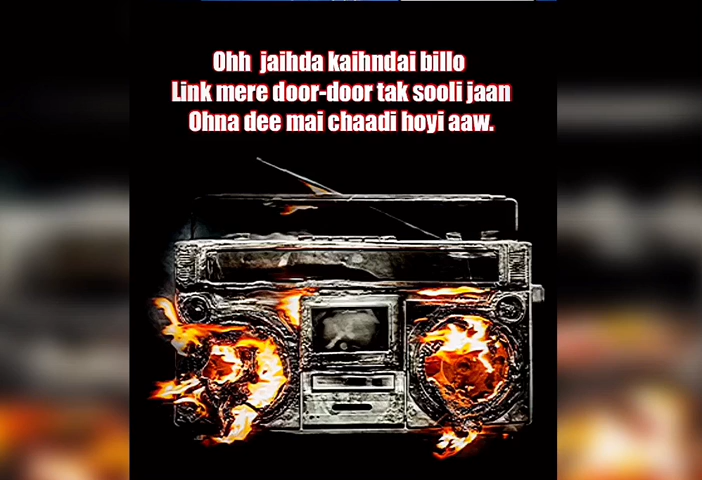 Ohh jaihda kaihndai billo
Link mere door-door tak sooli jaan
Ohna dee mai chaadi hoyi aaw.